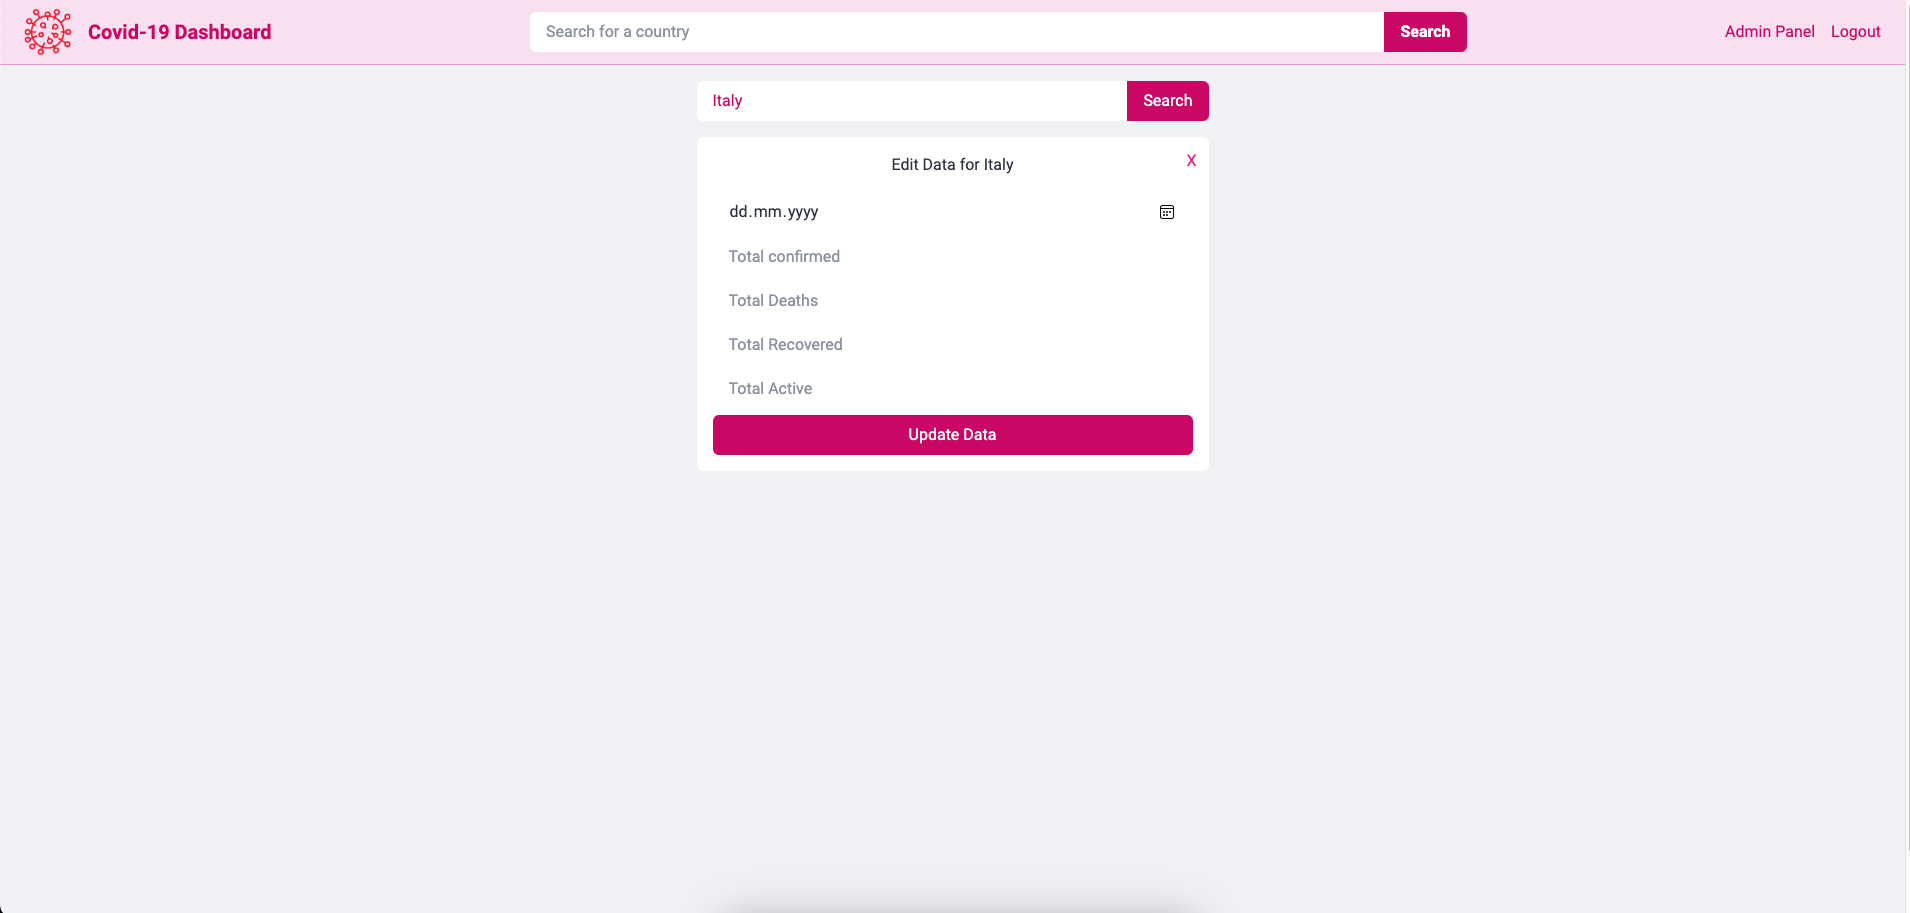 Covid-19 Dashboard
Search for a country
Search
Admin Panel
Logout
Italy
Search
Edit Data for Italy
X
dd.mm.yyyy
Total confirmed
Total Deaths
Total Recovered
Total Active
Update Data